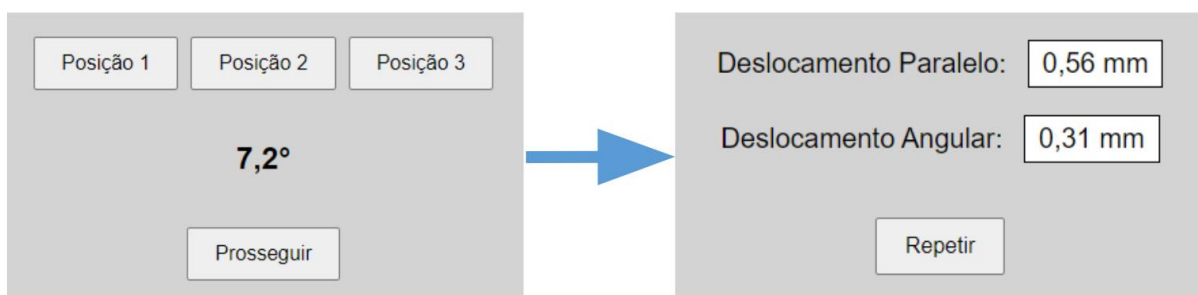 Posição 1 Posição 2 Posição 3
7,2°
Prosseguir
Deslocamento Paralelo: 0,56 mm
Deslocamento Angular: 0,31 mm
Repetir